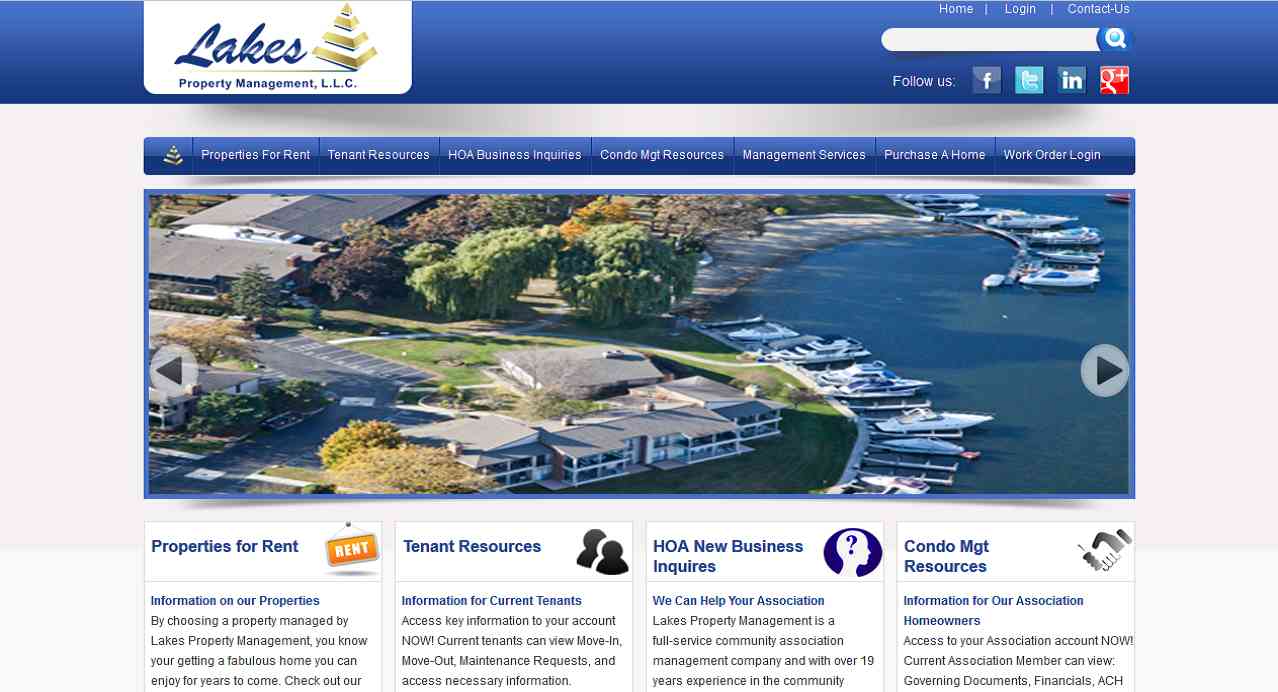 Home | Login | Contact-Us
Lakes
Property Management, L.L.C.
Follow us:
Properties For Rent
Tenant Resources
HOA Business Inquiries
Condo Mgt Resources
Management Services
Purchase A Home
Work Order Login
Properties for Rent
RENT
Information on our Properties
By choosing a property managed by
Lakes Property Management, you know
your getting a fabulous home you can
enjoy for years to come. Check out our
Tenant Resources
Information for Current Tenants
Access key information to your account
NOW! Current tenants can view Move-In,
Move-Out, Maintenance Requests, and
access necessary information.
HOA New Business
Inquires
?
We Can Help Your Association
Lakes Property Management is a
full-service community association
management company and with over 19
years experience in the community
Condo Mgt
Resources
Information for Our Association
Homeowners
Access to your Association account NOW!
Current Association Member can view:
Governing Documents, Financials, ACH